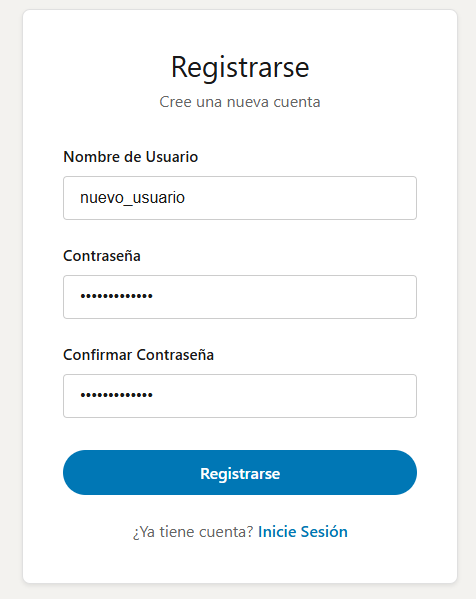 Registrarse
Cree una nueva cuenta
Nombre de Usuario
nuevo_usuario
Contraseña
•••••••••••••
Confirmar Contraseña
•••••••••••••
Registrarse
¿Ya tiene cuenta? Inicie Sesión